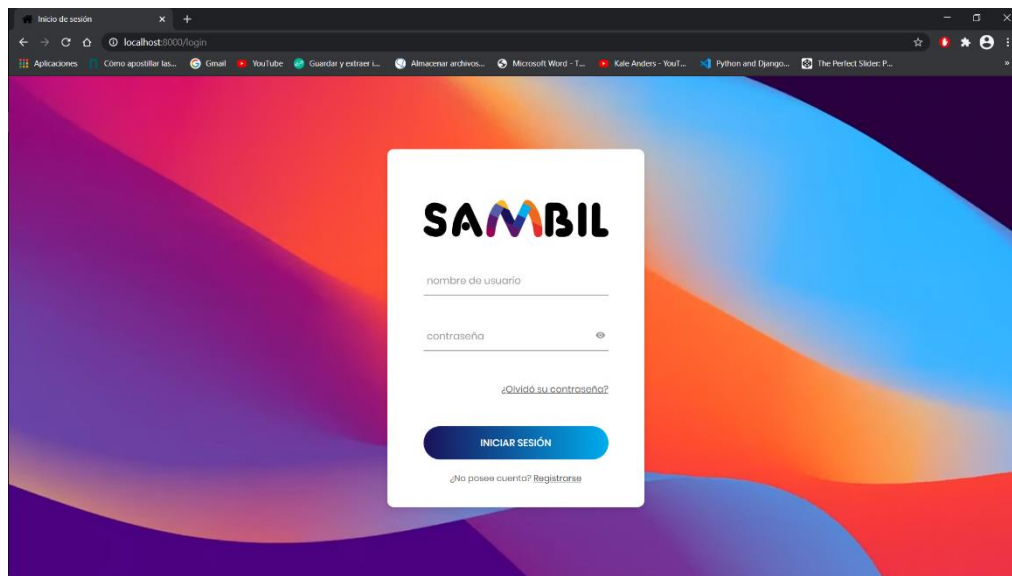 Inicio de sesión
localhost:8000/login
Aplicaciones Cómo apostillar las... Gmail YouTube Guardar y extraer i... Almacenar archivos... Microsoft Word - T... Kale Anders - YouT... Python and Django... The Perfect Slider: P...
SAMBIL
nombre de usuario
contraseña
¿Olvidó su contraseña?
INICIAR SESIÓN
¿No posee cuenta? Registrarse